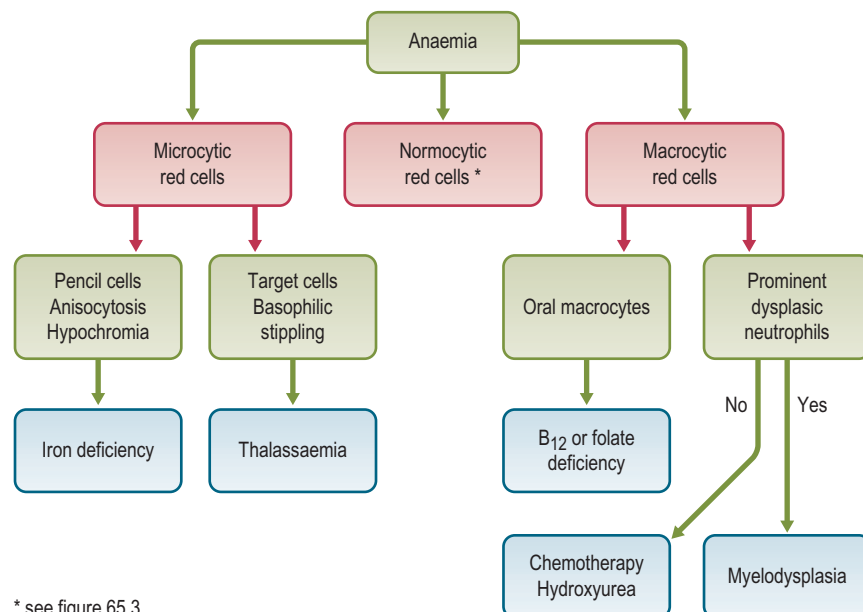 Anaemia
Microcytic
red cells
Normocytic
red cells *
Macrocytic
red cells
Pencil cells
Anisocytosis
Hypochromia
Target cells
Basophilic
stippling
Oral macrocytes
Prominent
dysplasic
neutrophils
No
Yes
Iron deficiency
Thalassaemia
B12 or folate
deficiency
Chemotherapy
Hydroxyurea
Myelodysplasia
* see figure 65.3